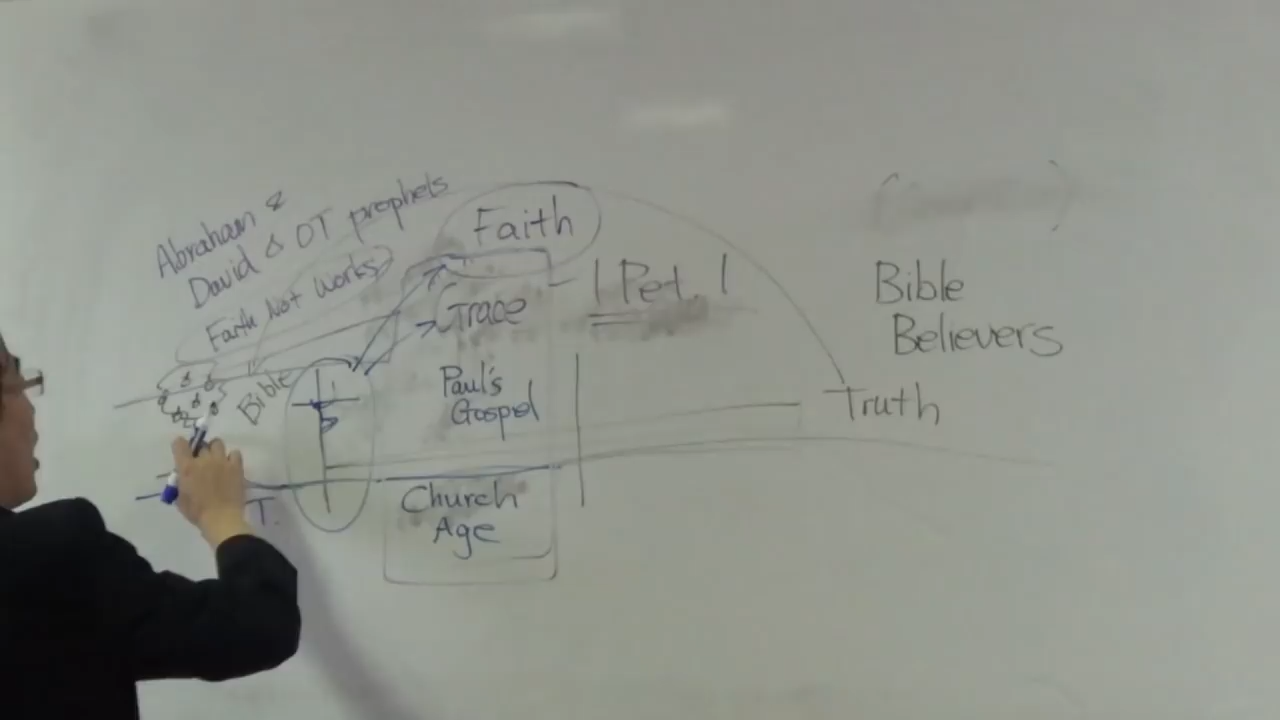 Abraham &
David & OT prophets
Faith Not works
Faith
Grace
1 Pet. 1
Bible
Paul's
Gospel
Church
Age
T.
Bible
Believers
Truth